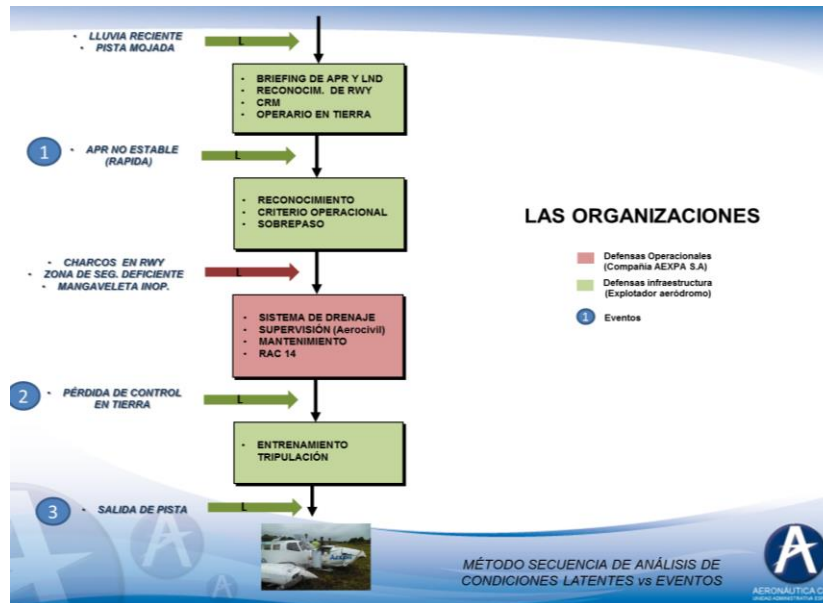 - LLUVIA RECIENTE
- PISTA MOJADA
L
- BRIEFING DE APR Y LND
- RECONOCIM. DE RWY
- CRM
- OPERARIO EN TIERRA
1
- APR NO ESTABLE
(RAPIDA)
L
- RECONOCIMIENTO
- CRITERIO OPERACIONAL
- SOBREPASO
- CHARCOS EN RWY
- ZONA DE SEG. DEFICIENTE
- MANGAVELETA INOP.
L
- SISTEMA DE DRENAJE
- SUPERVISIÓN (Aerocivil)
- MANTENIMIENTO
- RAC 14
2
- PÉRDIDA DE CONTROL
EN TIERRA
L
- ENTRENAMIENTO
TRIPULACIÓN
3
- SALIDA DE PISTA
L
LAS ORGANIZACIONES
Defensas Operacionales
(Compañía AEXPA S.A)
Defensas infraestructura
(Explotador aeródromo)
1 Eventos
MÉTODO SECUENCIA DE ANÁLISIS DE
CONDICIONES LATENTES vs EVENTOS
AERONÁUTICA C